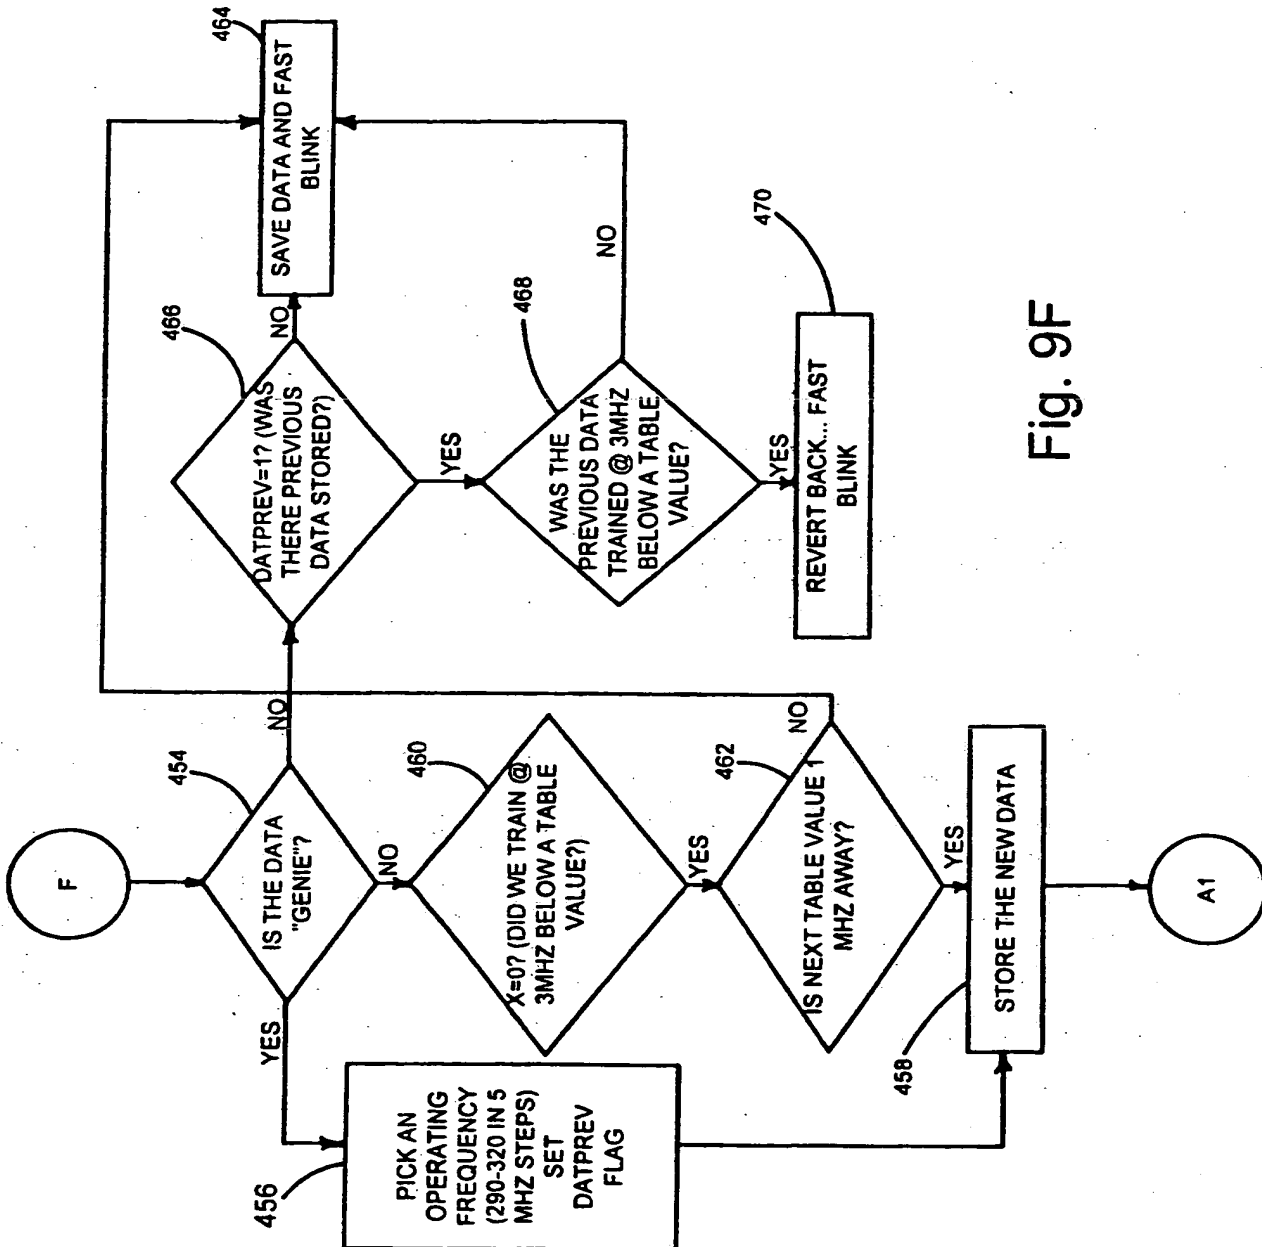 F
454
IS THE DATA
"GENIE"?
YES
NO
NO
456
PICK AN
OPERATING
FREQUENCY
(290-320 IN 5
MHZ STEPS)
SET
DATPREV
FLAG
460
X=0? (DID WE TRAIN @
3MHZ BELOW A TABLE
VALUE?)
YES
462
IS NEXT TABLE VALUE 1
MHZ AWAY?
NO
YES
458
STORE THE NEW DATA
A1
466
DATPREV=1? (WAS
THERE PREVIOUS
DATA STORED?)
NO
YES
464
SAVE DATA AND FAST
BLINK
468
WAS THE
PREVIOUS DATA
TRAINED @ 3MHZ
BELOW A TABLE
VALUE?
NO
YES
470
REVERT BACK... FAST
BLINK
Fig. 9F